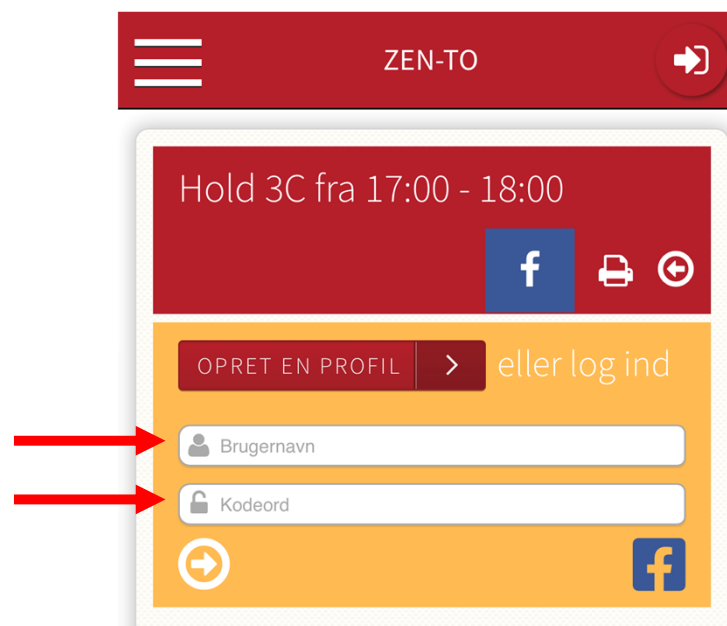 ZEN-TO
Hold 3C fra 17:00 - 18:00
OPRET EN PROFIL eller log ind
Brugernavn
Kodeord